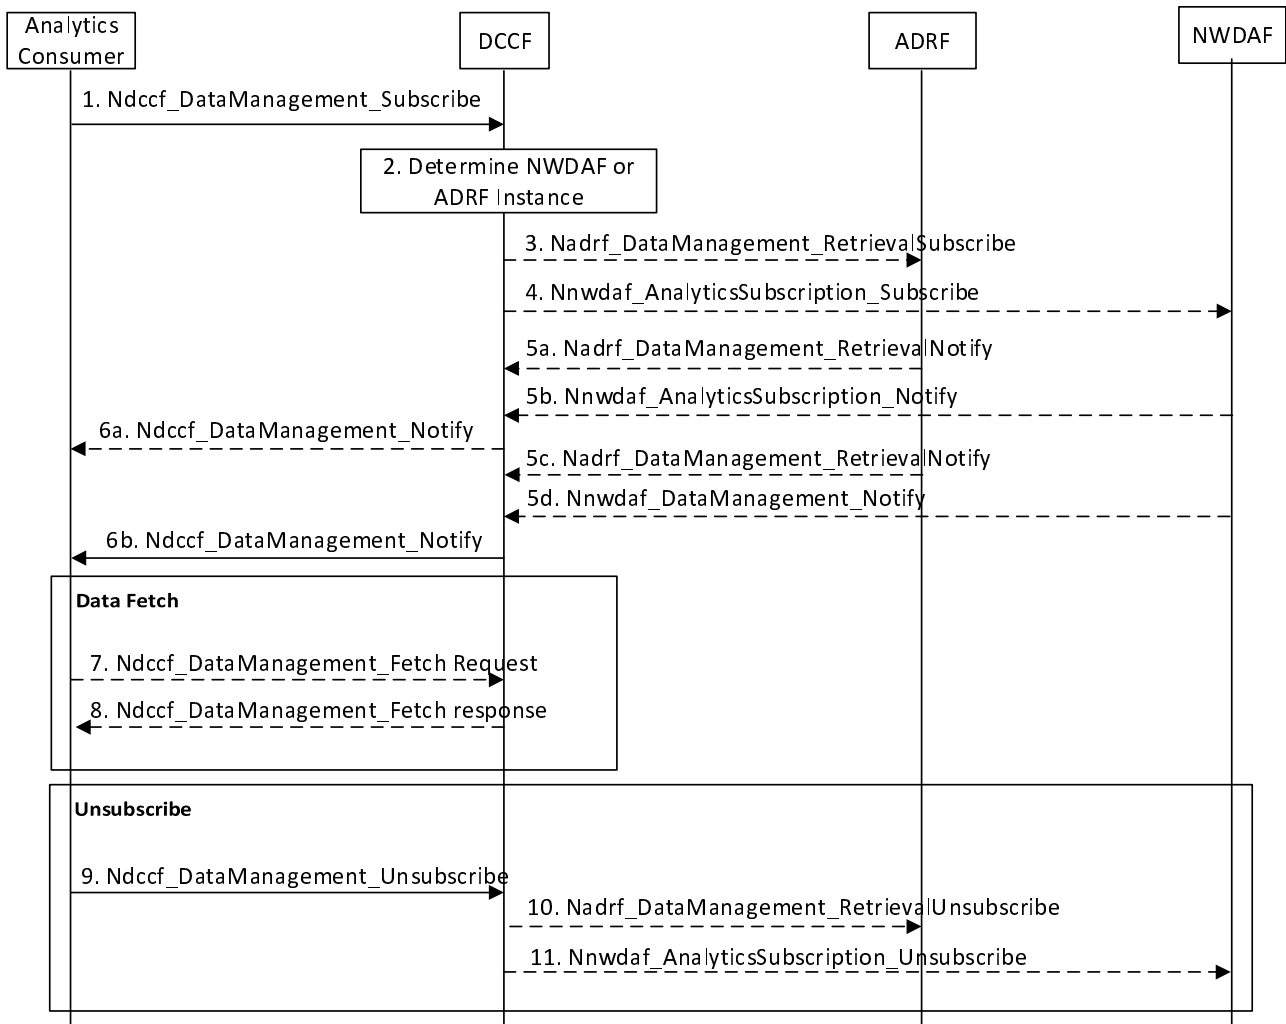 Analytics
Consumer
DCCF
ADRF
NWDAF
1. Ndccf_DataManagement_Subscribe
2. Determine NWDAF or
ADRF Instance
3. Nadrf_DataManagement_RetrievalSubscribe
4. Nnwdaf_AnalyticsSubscription_Subscribe
5a. Nadrf_DataManagement_RetrievalNotify
5b. Nnwdaf_AnalyticsSubscription_Notify
6a. Ndccf_DataManagement_Notify
5c. Nadrf_DataManagement_RetrievalNotify
5d. Nnwdaf_DataManagement_Notify
6b. Ndccf_DataManagement_Notify
Data Fetch
7. Ndccf_DataManagement_Fetch Request
8. Ndccf_DataManagement_Fetch response
Unsubscribe
9. Ndccf_DataManagement_Unsubscribe
10. Nadrf_DataManagement_RetrievalUnsubscribe
11. Nnwdaf_AnalyticsSubscription_Unsubscribe